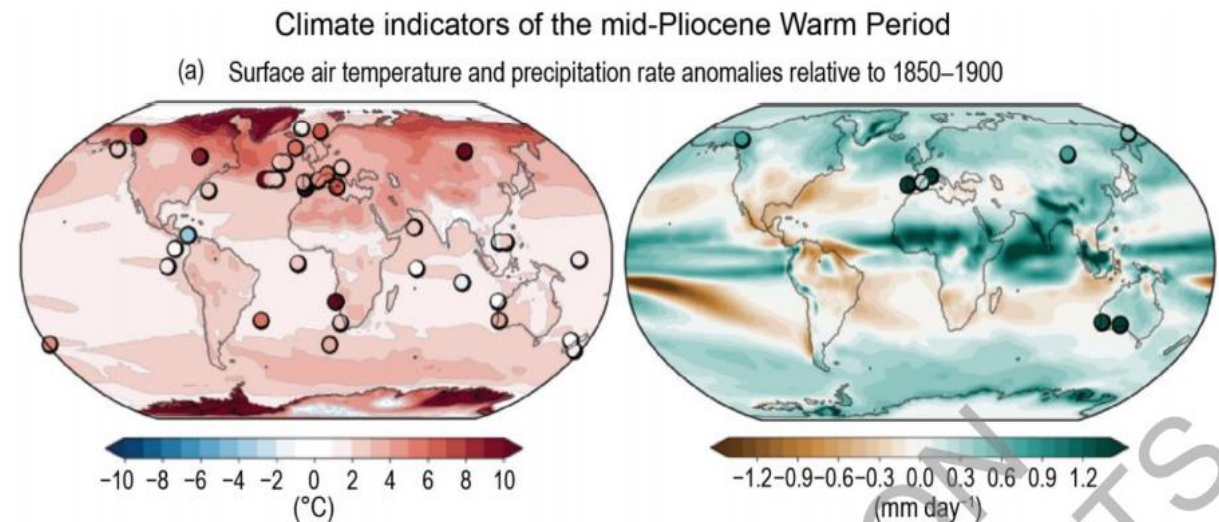 Climate indicators of the mid-Pliocene Warm Period
(a) Surface air temperature and precipitation rate anomalies relative to 1850–1900
−10 −8 −6 −4 −2 0 2 4 6 8 10
(°C)
−1.2−0.9−0.6−0.3 0.0 0.3 0.6 0.9 1.2
(mm day⁻¹)
ON
TS